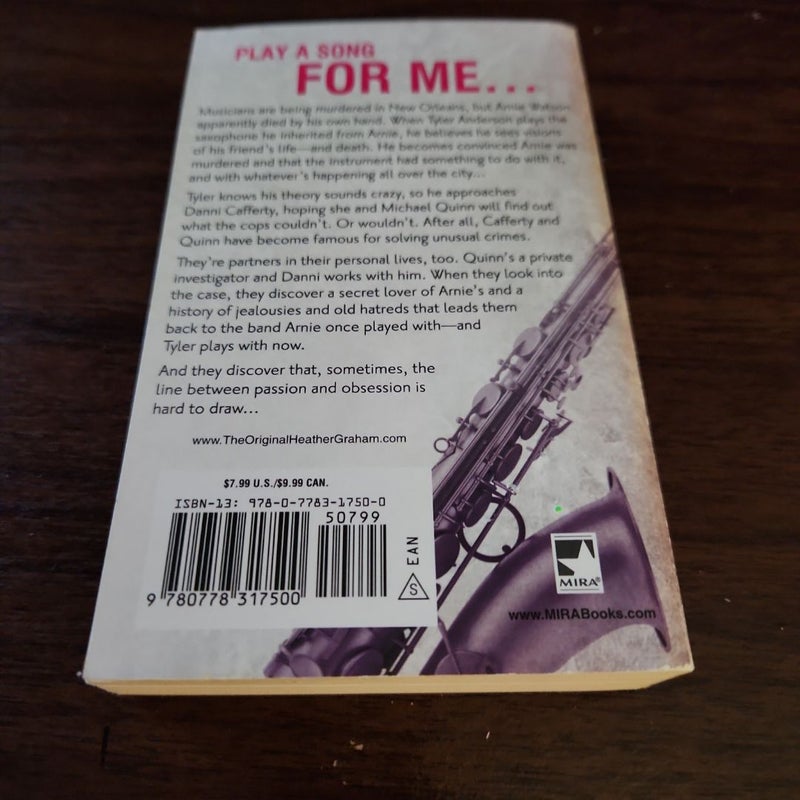 PLAY A SONG
FOR ME...
Musicians are being murdered in New Orleans, but Arnie Watson
apparently died by his own hand. When Tyler Anderson plays the
saxophone he inherited from Arnie, he believes he sees visions
of his friend's life—and death. He becomes convinced Arnie was
murdered and that the instrument had something to do with it,
and with whatever's happening all over the city...
Tyler knows his theory sounds crazy, so he approaches
Danni Cafferty, hoping she and Michael Quinn will find out
what the cops couldn't. Or wouldn't. After all, Cafferty and
Quinn have become famous for solving unusual crimes.
They're partners in their personal lives, too. Quinn's a private
investigator and Danni works with him. When they look into
the case, they discover a secret lover of Arnie's and a
history of jealousies and old hatreds that leads them
back to the band Arnie once played with—and
Tyler plays with now.
And they discover that, sometimes, the
line between passion and obsession is
hard to draw...
www.TheOriginalHeatherGraham.com
$7.99 U.S./$9.99 CAN.
ISBN-13: 978-0-7783-1750-0
50799
9 780778 317500
S
EAN
MIRA®
www.MIRABooks.com